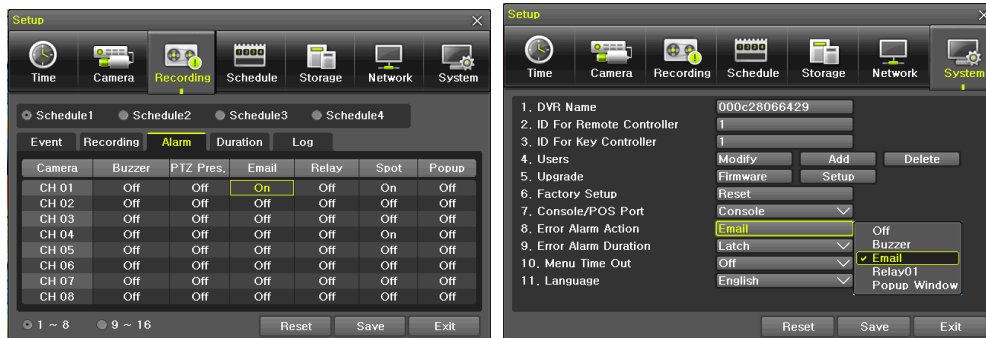 Setup
Time Camera Recording Schedule Storage Network System
Schedule1 Schedule2 Schedule3 Schedule4
Event Recording Alarm Duration Log
Camera Buzzer PTZ Pres. Email Relay Spot Popup
CH 01 Off Off On Off On Off
CH 02 Off Off Off Off Off Off
CH 03 Off Off Off Off Off Off
CH 04 Off Off Off Off On Off
CH 05 Off Off Off Off Off Off
CH 06 Off Off Off Off Off Off
CH 07 Off Off Off Off Off Off
CH 08 Off Off Off Off Off Off
1 ~ 8 9 ~ 16 Reset Save Exit
Setup
Time Camera Recording Schedule Storage Network System
1. DVR Name 000c28066429
2. ID For Remote Controller 1
3. ID For Key Controller 1
4. Users Modify Add Delete
5. Upgrade Firmware Setup
6. Factory Setup Reset
7. Console/POS Port Console
8. Error Alarm Action Email
9. Error Alarm Duration Latch
10. Menu Time Out Off
11. Language English
Off
Buzzer
Email
Relay01
Popup Window
Reset Save Exit